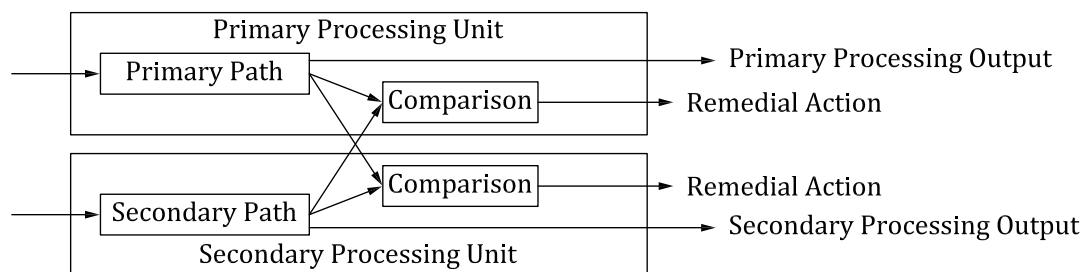 Primary Processing Unit
Primary Path
Primary Processing Output
Comparison
Remedial Action
Comparison
Remedial Action
Secondary Path
Secondary Processing Output
Secondary Processing Unit